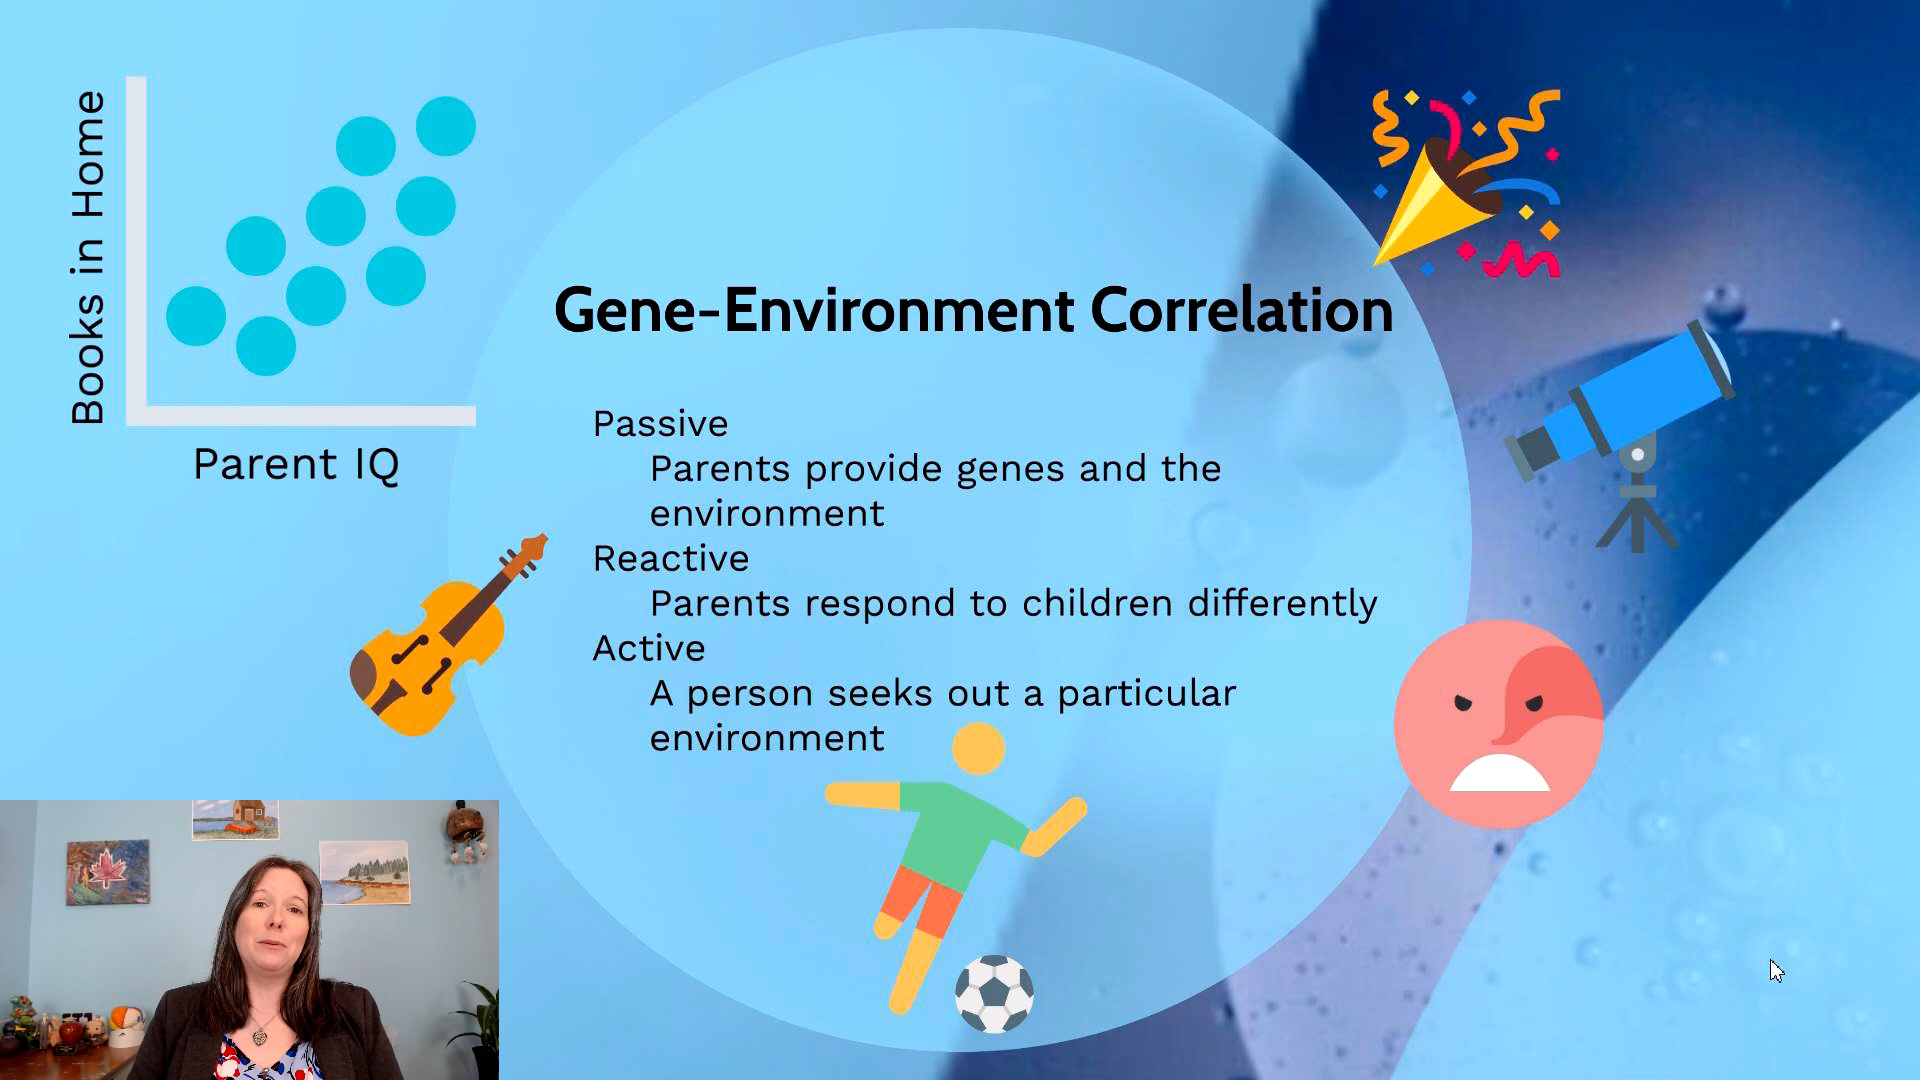 Books in Home
Parent IQ
Gene-Environment Correlation
Passive
Parents provide genes and the
environment
Reactive
Parents respond to children differently
Active
A person seeks out a particular
environment